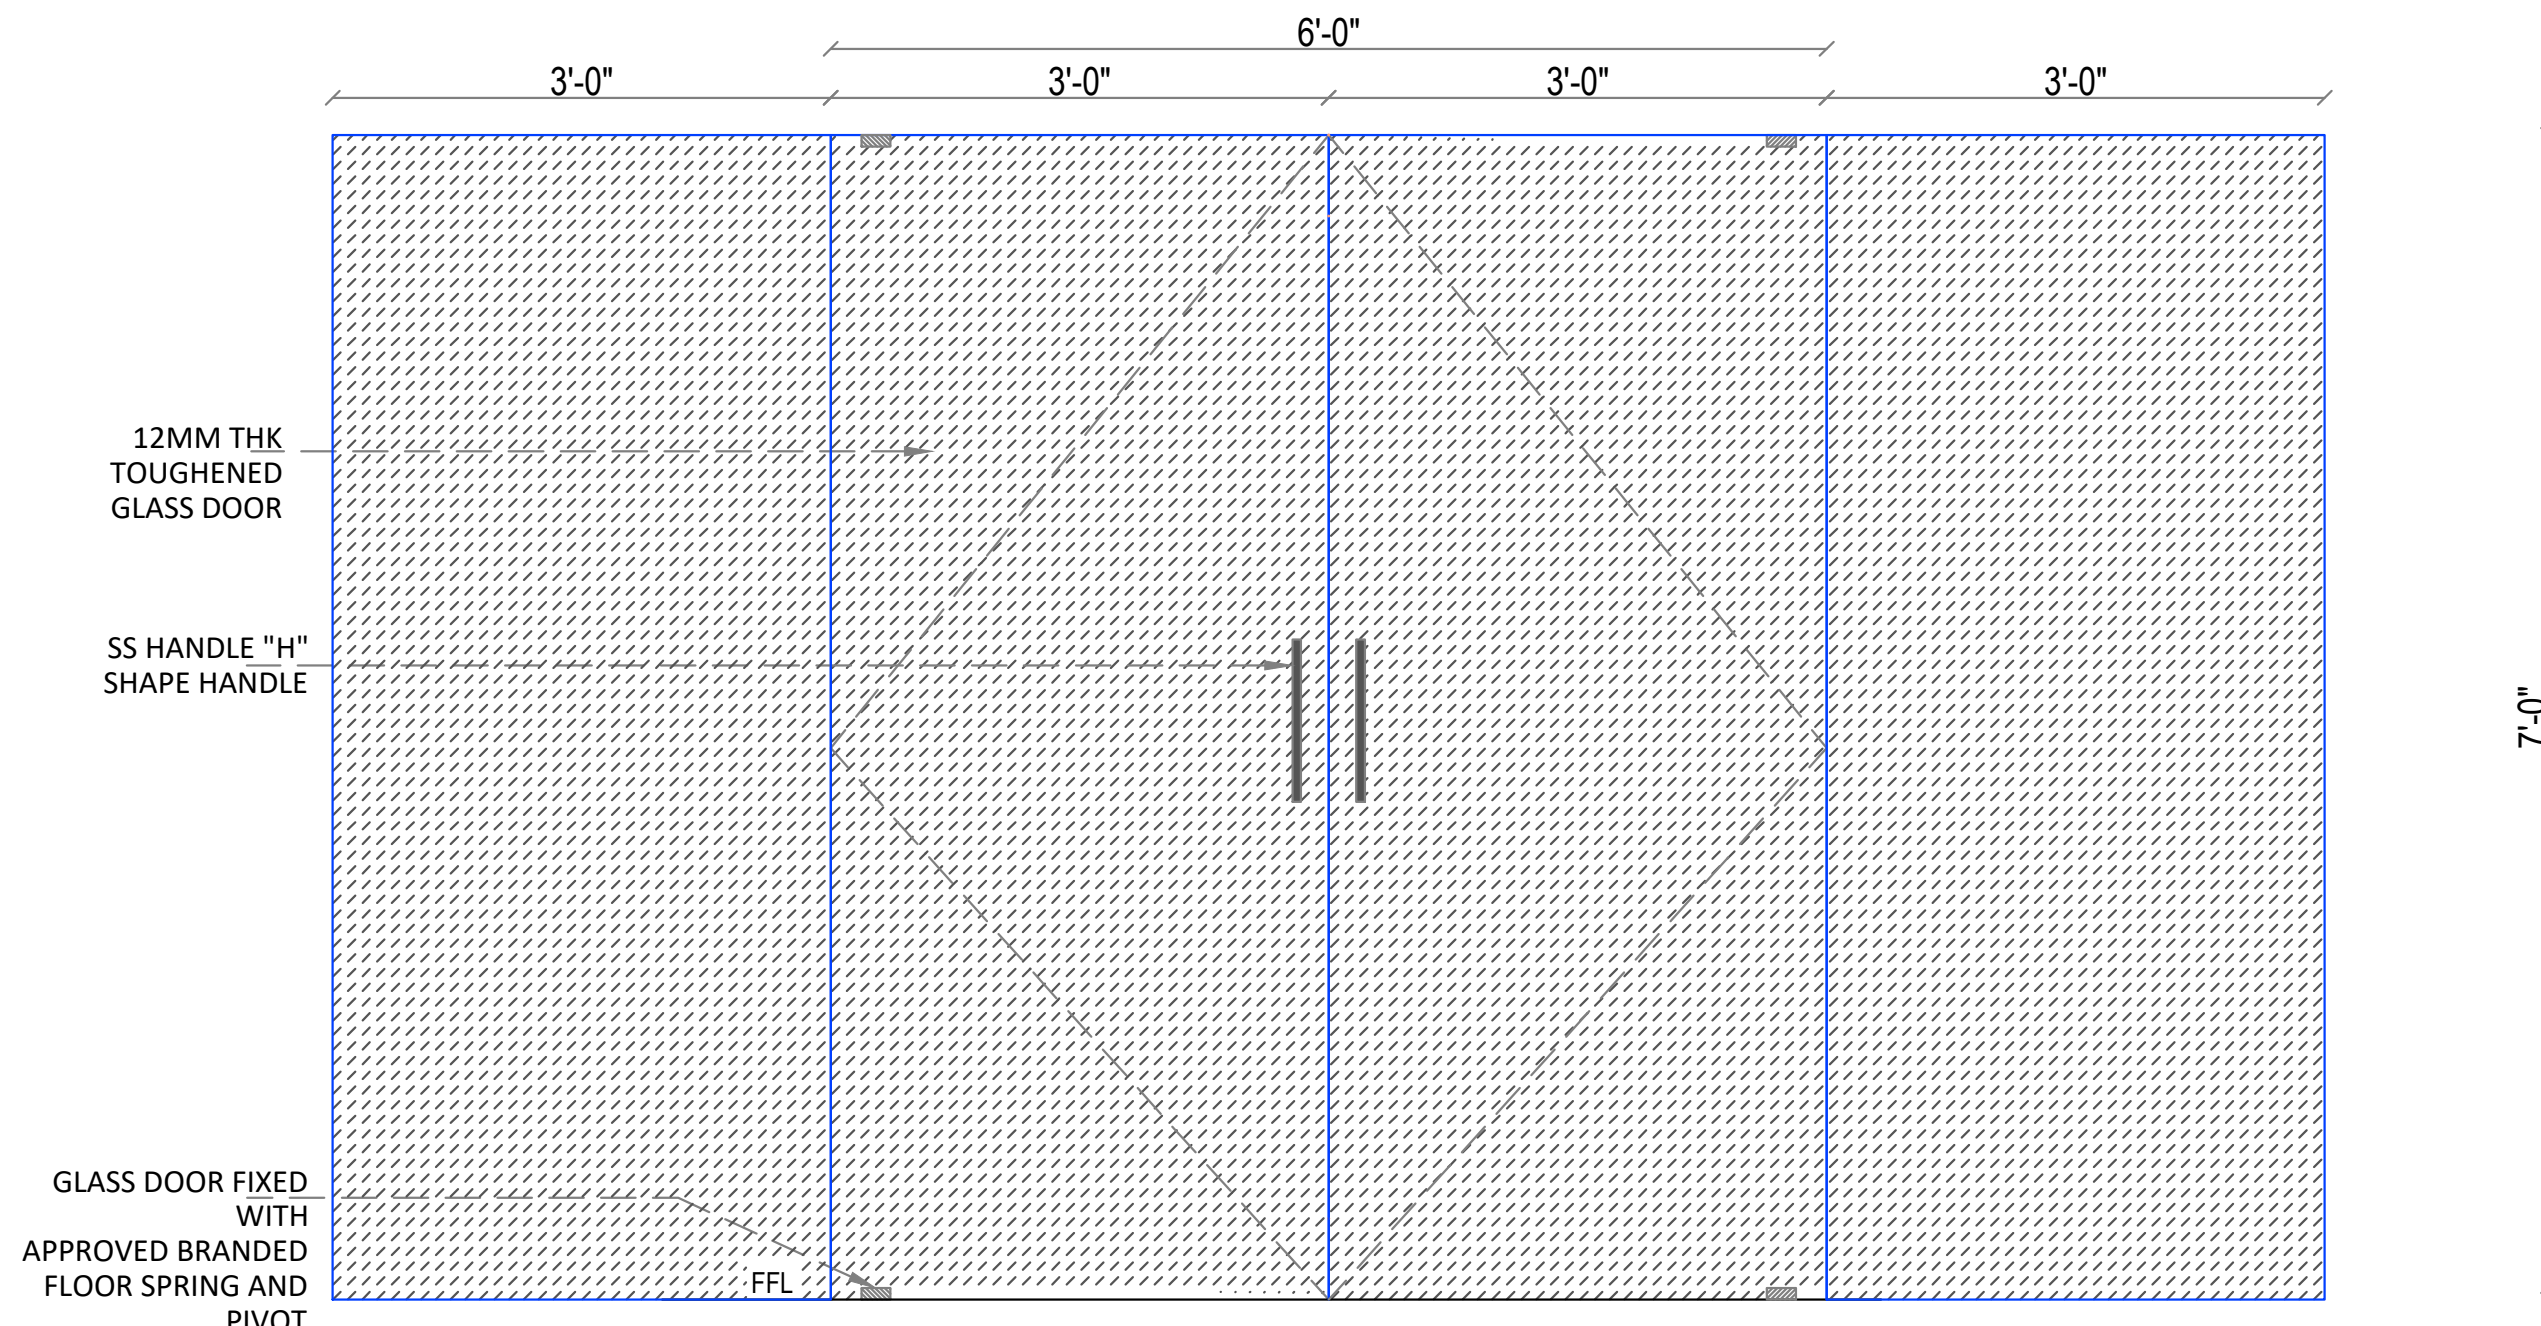 6'-0"
3'-0" 3'-0" 3'-0" 3'-0"
12MM THK
TOUGHENED
GLASS DOOR
SS HANDLE "H"
SHAPE HANDLE
7'-0"
GLASS DOOR FIXED
WITH
APPROVED BRANDED
FLOOR SPRING AND
PIVOT
FFL